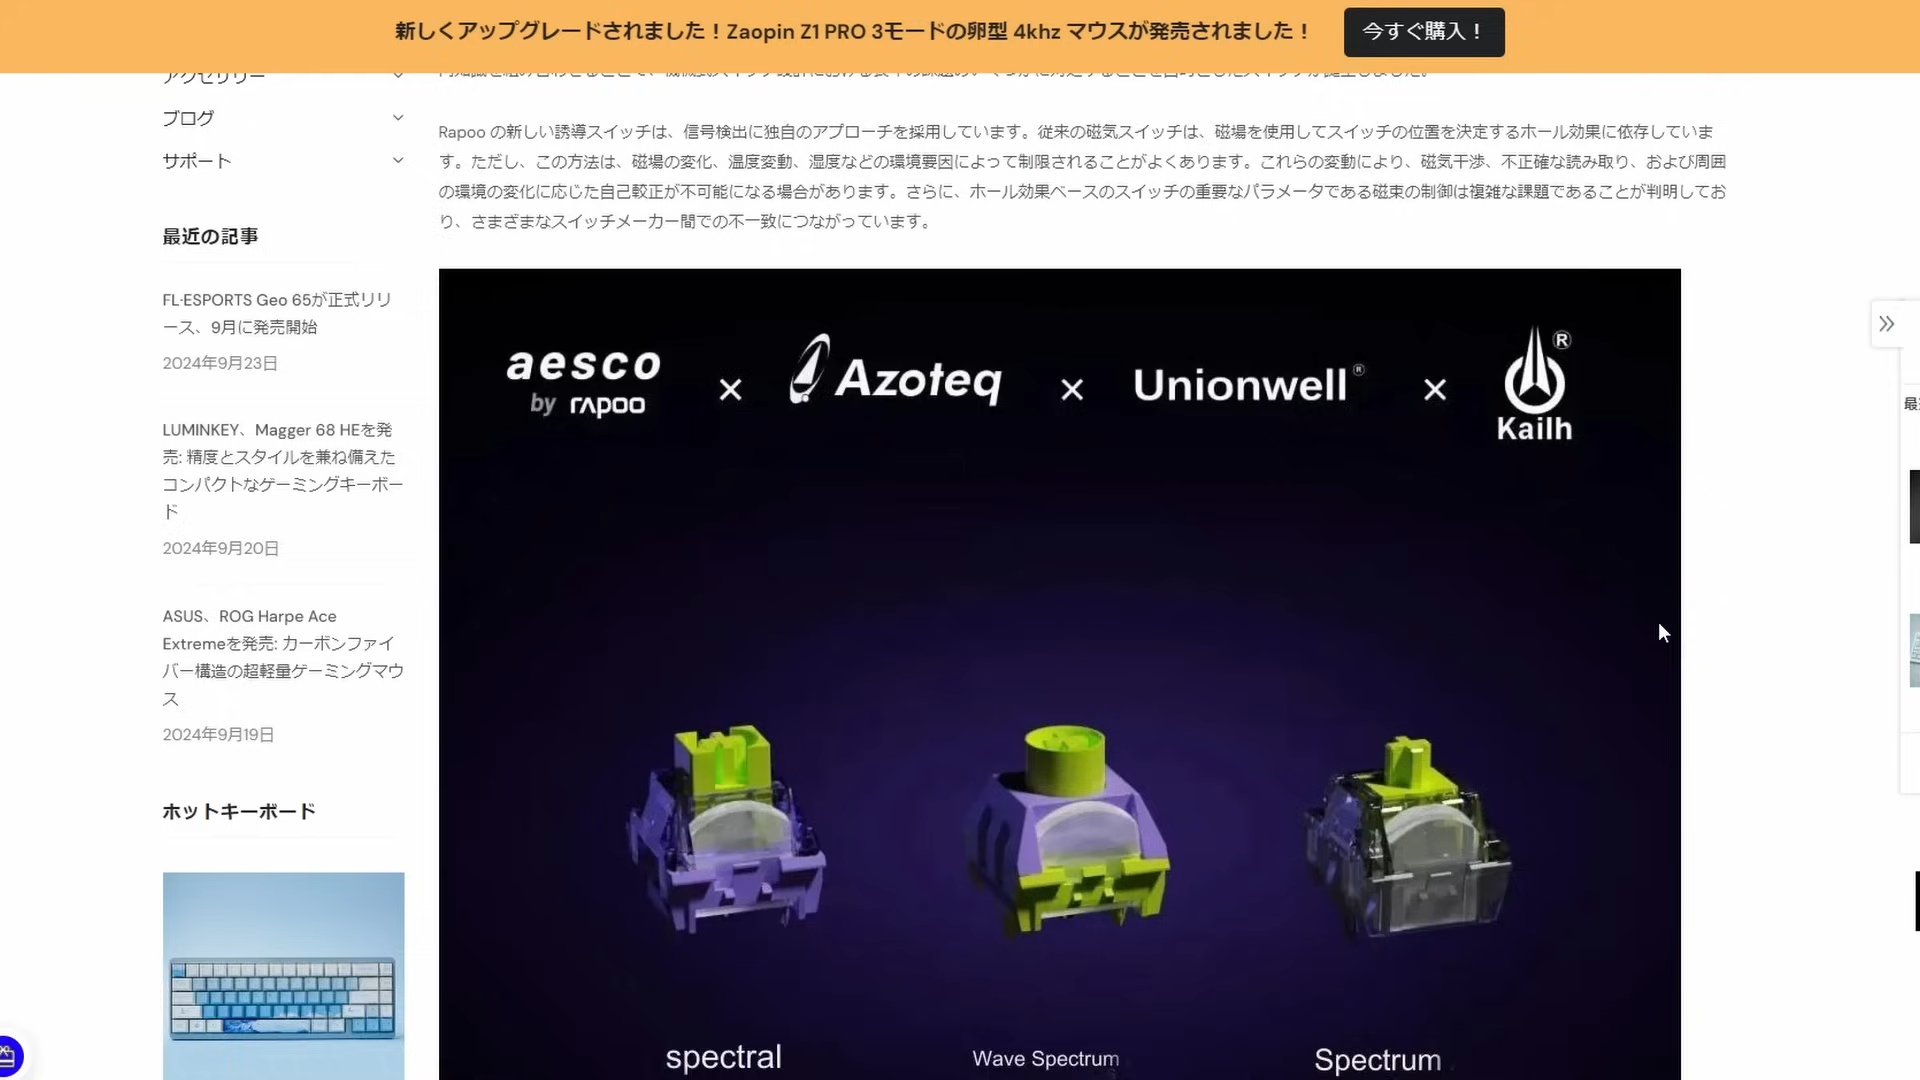 新しくアップグレードされました！Zaopin Z1 PRO 3モードの卵型 4khz マウスが発売されました！
今すぐ購入！
アクセサリー
ブログ
サポート
最近の記事
FL·ESPORTS Geo 65が正式リリ
ース、9月に発売開始
2024年9月23日
LUMINKEY、Magger 68 HEを発
売: 精度とスタイルを兼ね備えた
コンパクトなゲーミングキーボー
ド
2024年9月20日
ASUS、ROG Harpe Ace
Extremeを発売: カーボンファイ
バー構造の超軽量ゲーミングマウ
ス
2024年9月19日
ホットキーボード
Rapoo の新しい誘導スイッチは、信号検出に独自のアプローチを採用しています。従来の磁気スイッチは、磁場を使用してスイッチの位置を決定するホール効果に依存していま
す。ただし、この方法は、磁場の変化、温度変動、湿度などの環境要因によって制限されることがよくあります。これらの変動により、磁気干渉、不正確な読み取り、および周囲
の環境の変化に応じた自己較正が不可能になる場合があります。さらに、ホール効果ベースのスイッチの重要なパラメータである磁束の制御は複雑な課題であることが判明してお
り、さまざまなスイッチメーカー間での不一致につながっています。
aesco
by rapoo
×
Azoteq
×
Unionwell®
×
®
Kailh
spectral
Wave Spectrum
Spectrum